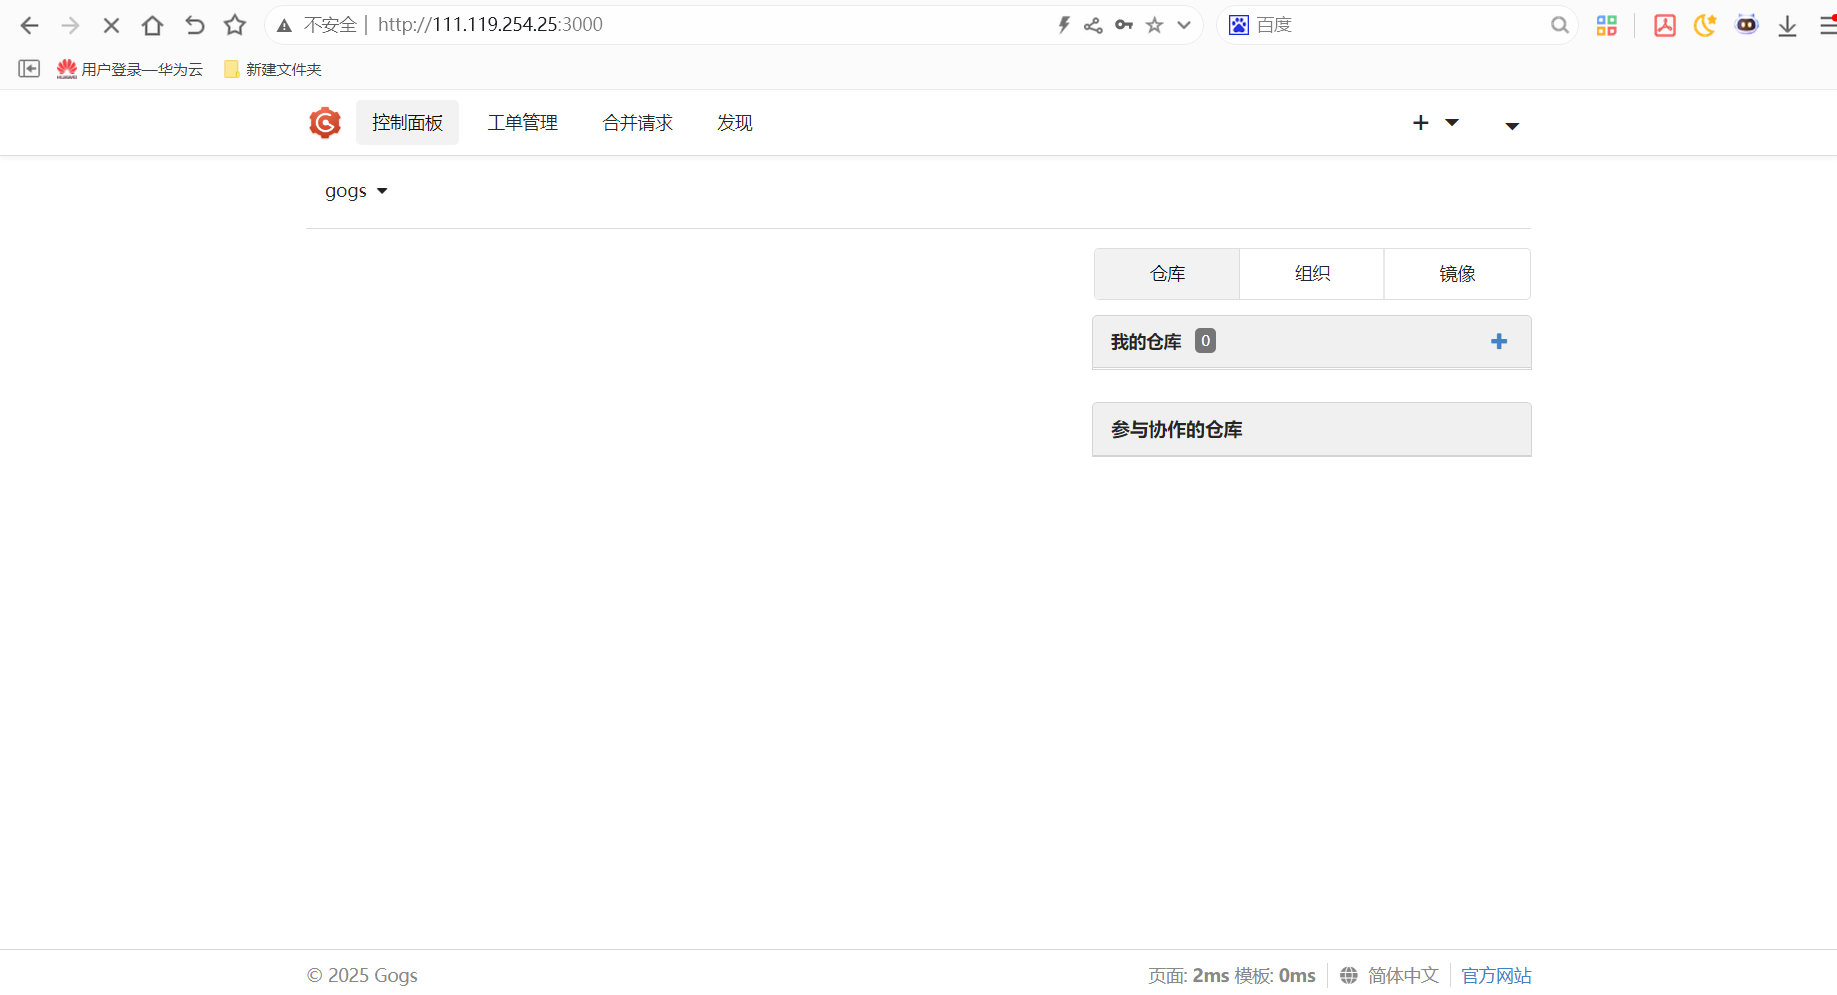 不安全 | http://111.119.254.25:3000
百度
用户登录—华为云 新建文件夹
控制面板 工单管理 合并请求 发现
gogs
仓库 组织 镜像
我的仓库 0
参与协作的仓库
© 2025 Gogs
页面: 2ms 模板: 0ms 简体中文 官方网站